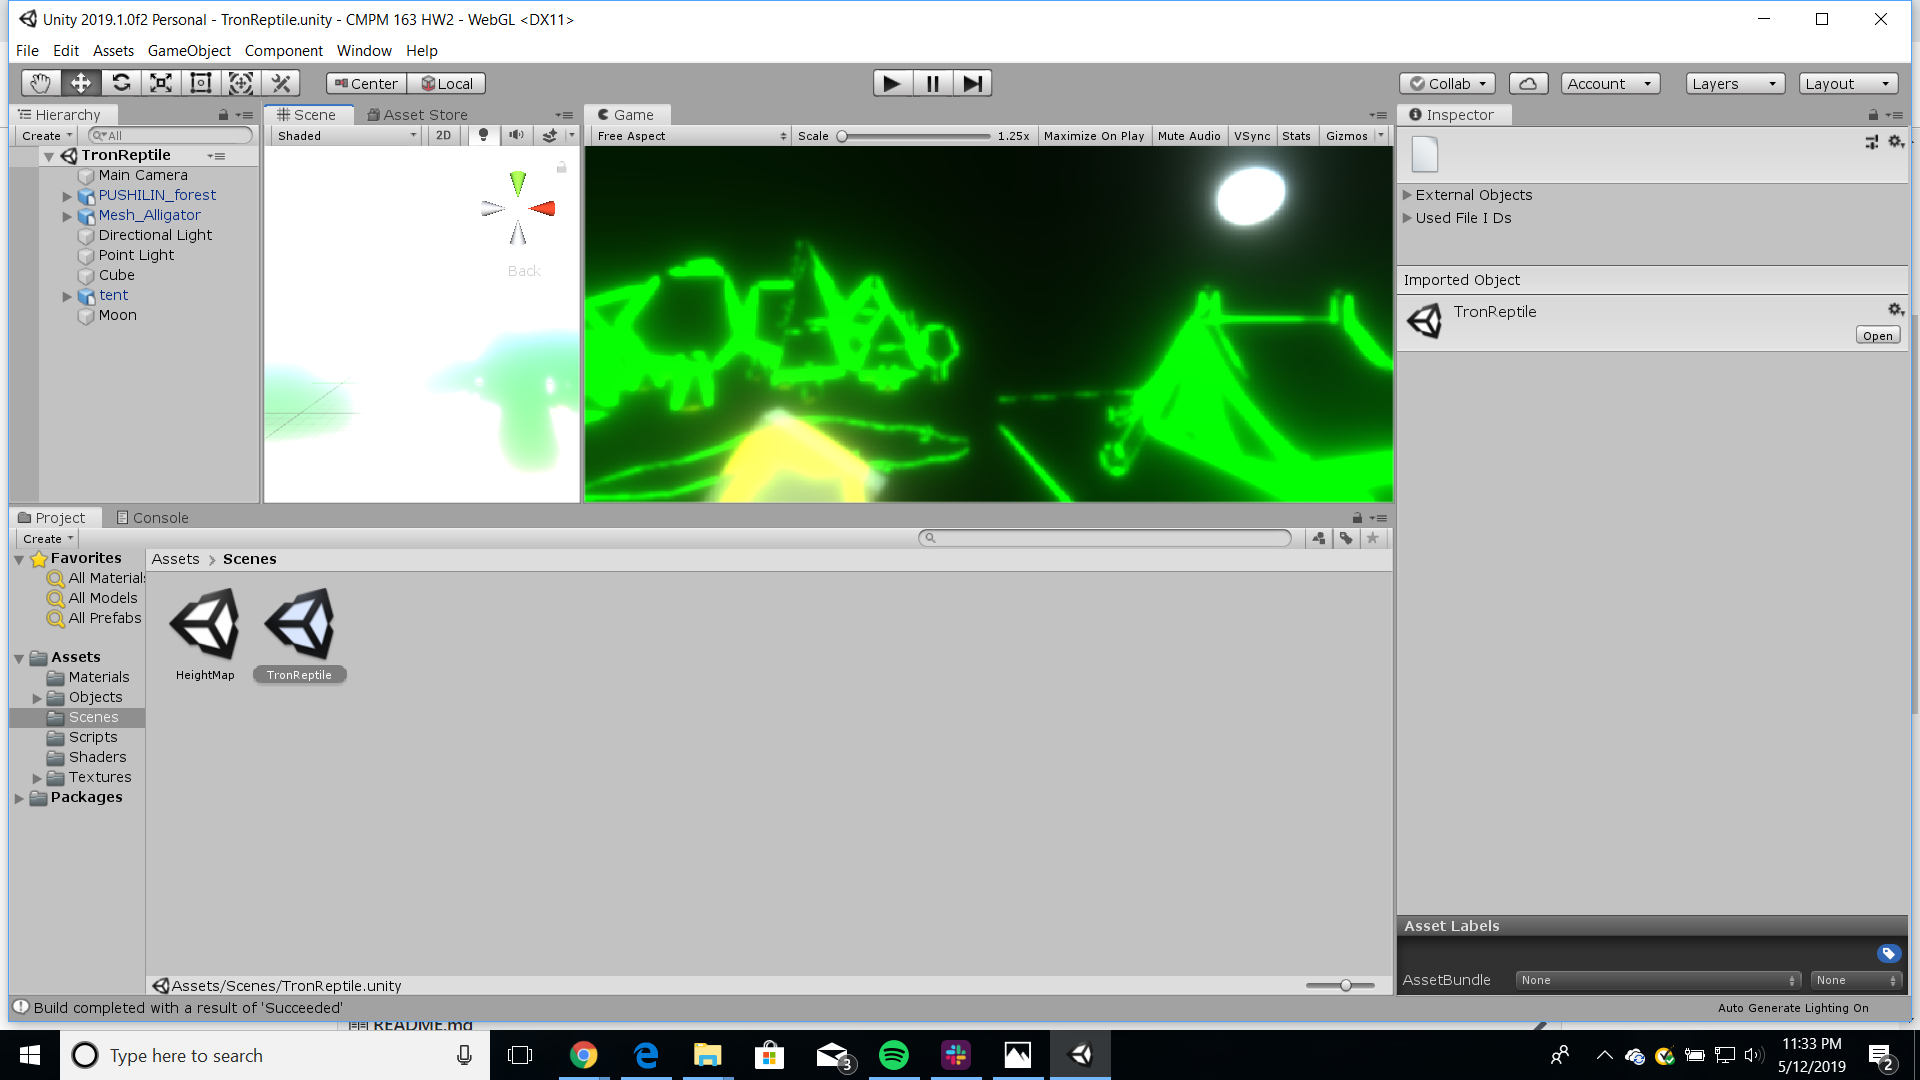 Unity 2019.1.0f2 Personal - TronReptile.unity - CMPM 163 HW2 - WebGL <DX11>
File Edit Assets GameObject Component Window Help
Center Local Collab Account Layers Layout
Hierarchy
Create All
TronReptile
Main Camera
PUSHILIN_forest
Mesh_Alligator
Directional Light
Point Light
Cube
tent
Moon
Scene Asset Store
Shaded 2D
Back
Game
Free Aspect Scale 1.25x Maximize On Play Mute Audio VSync Stats Gizmos
Inspector
External Objects
Used File I Ds
Imported Object
TronReptile
Open
Project Console
Create
Favorites
All Materials
All Models
All Prefabs
Assets
Materials
Objects
Scenes
Scripts
Shaders
Textures
Packages
Assets Scenes
HeightMap TronReptile
Assets/Scenes/TronReptile.unity
Asset Labels
AssetBundle None None
Build completed with a result of 'Succeeded' Auto Generate Lighting On
README.md
Type here to search
3
11:33 PM
5/12/2019
2